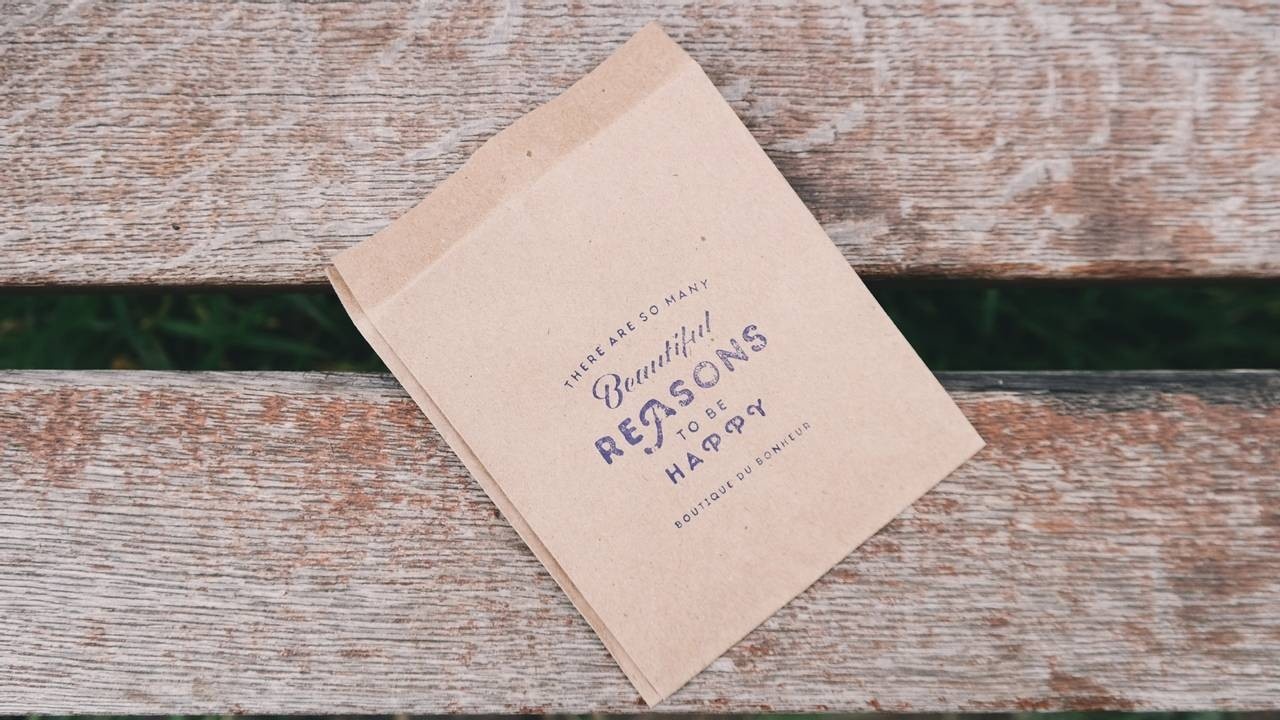 THERE ARE SO MANY
Beautiful
REASONS
TO BE
HAPPY
BOUTIQUE DU BONHEUR